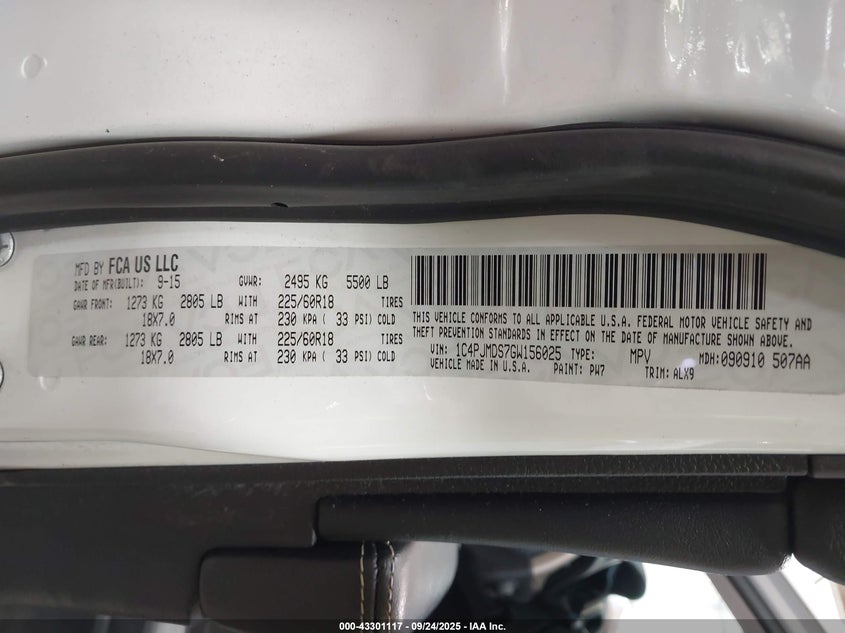 MFD BY FCA US LLC
DATE OF MFR(BUILT): 9-15 GVWR: 2495 KG 5500 LB
GAWR FRONT: 1273 KG 2805 LB WITH 225/60R18 TIRES
18X7.0 RIMS AT 230 KPA ( 33 PSI) COLD
GAWR REAR: 1273 KG 2805 LB WITH 225/60R18 TIRES
18X7.0 RIMS AT 230 KPA ( 33 PSI) COLD
THIS VEHICLE CONFORMS TO ALL APPLICABLE U.S.A. FEDERAL MOTOR VEHICLE SAFETY AND
THEFT PREVENTION STANDARDS IN EFFECT ON THE DATE OF MANUFACTURE SHOWN ABOVE.
VIN: 1C4PJMDS7GW156025 TYPE: MPV MDH:090910 507AA
VEHICLE MADE IN U.S.A. PAINT: PW7 TRIM: ALX9
000-43301117 - 09/24/2025 - IAA Inc.